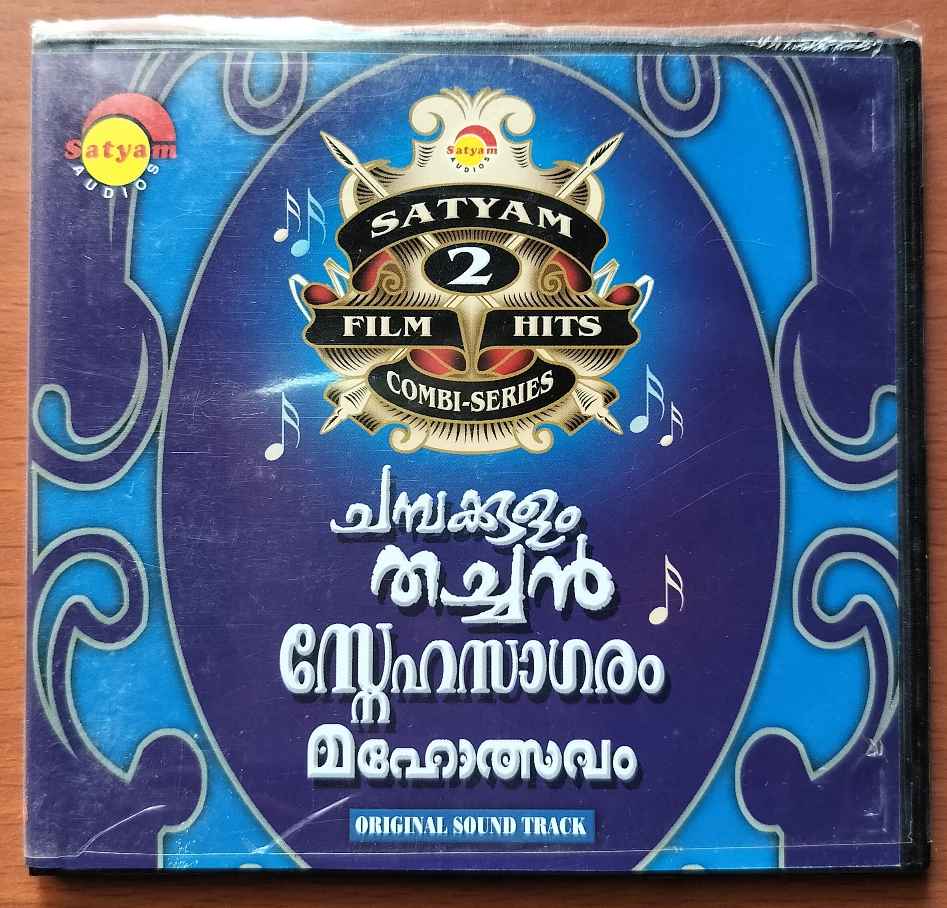 Satyam
AUDIOS
Satyam
AUDIOS
SATYAM
2
FILM HITS
COMBI-SERIES
ചമ്പക്കുളം
തച്ചൻ
സ്നേഹസാഗരം
മഹോത്സവം
ORIGINAL SOUND TRACK